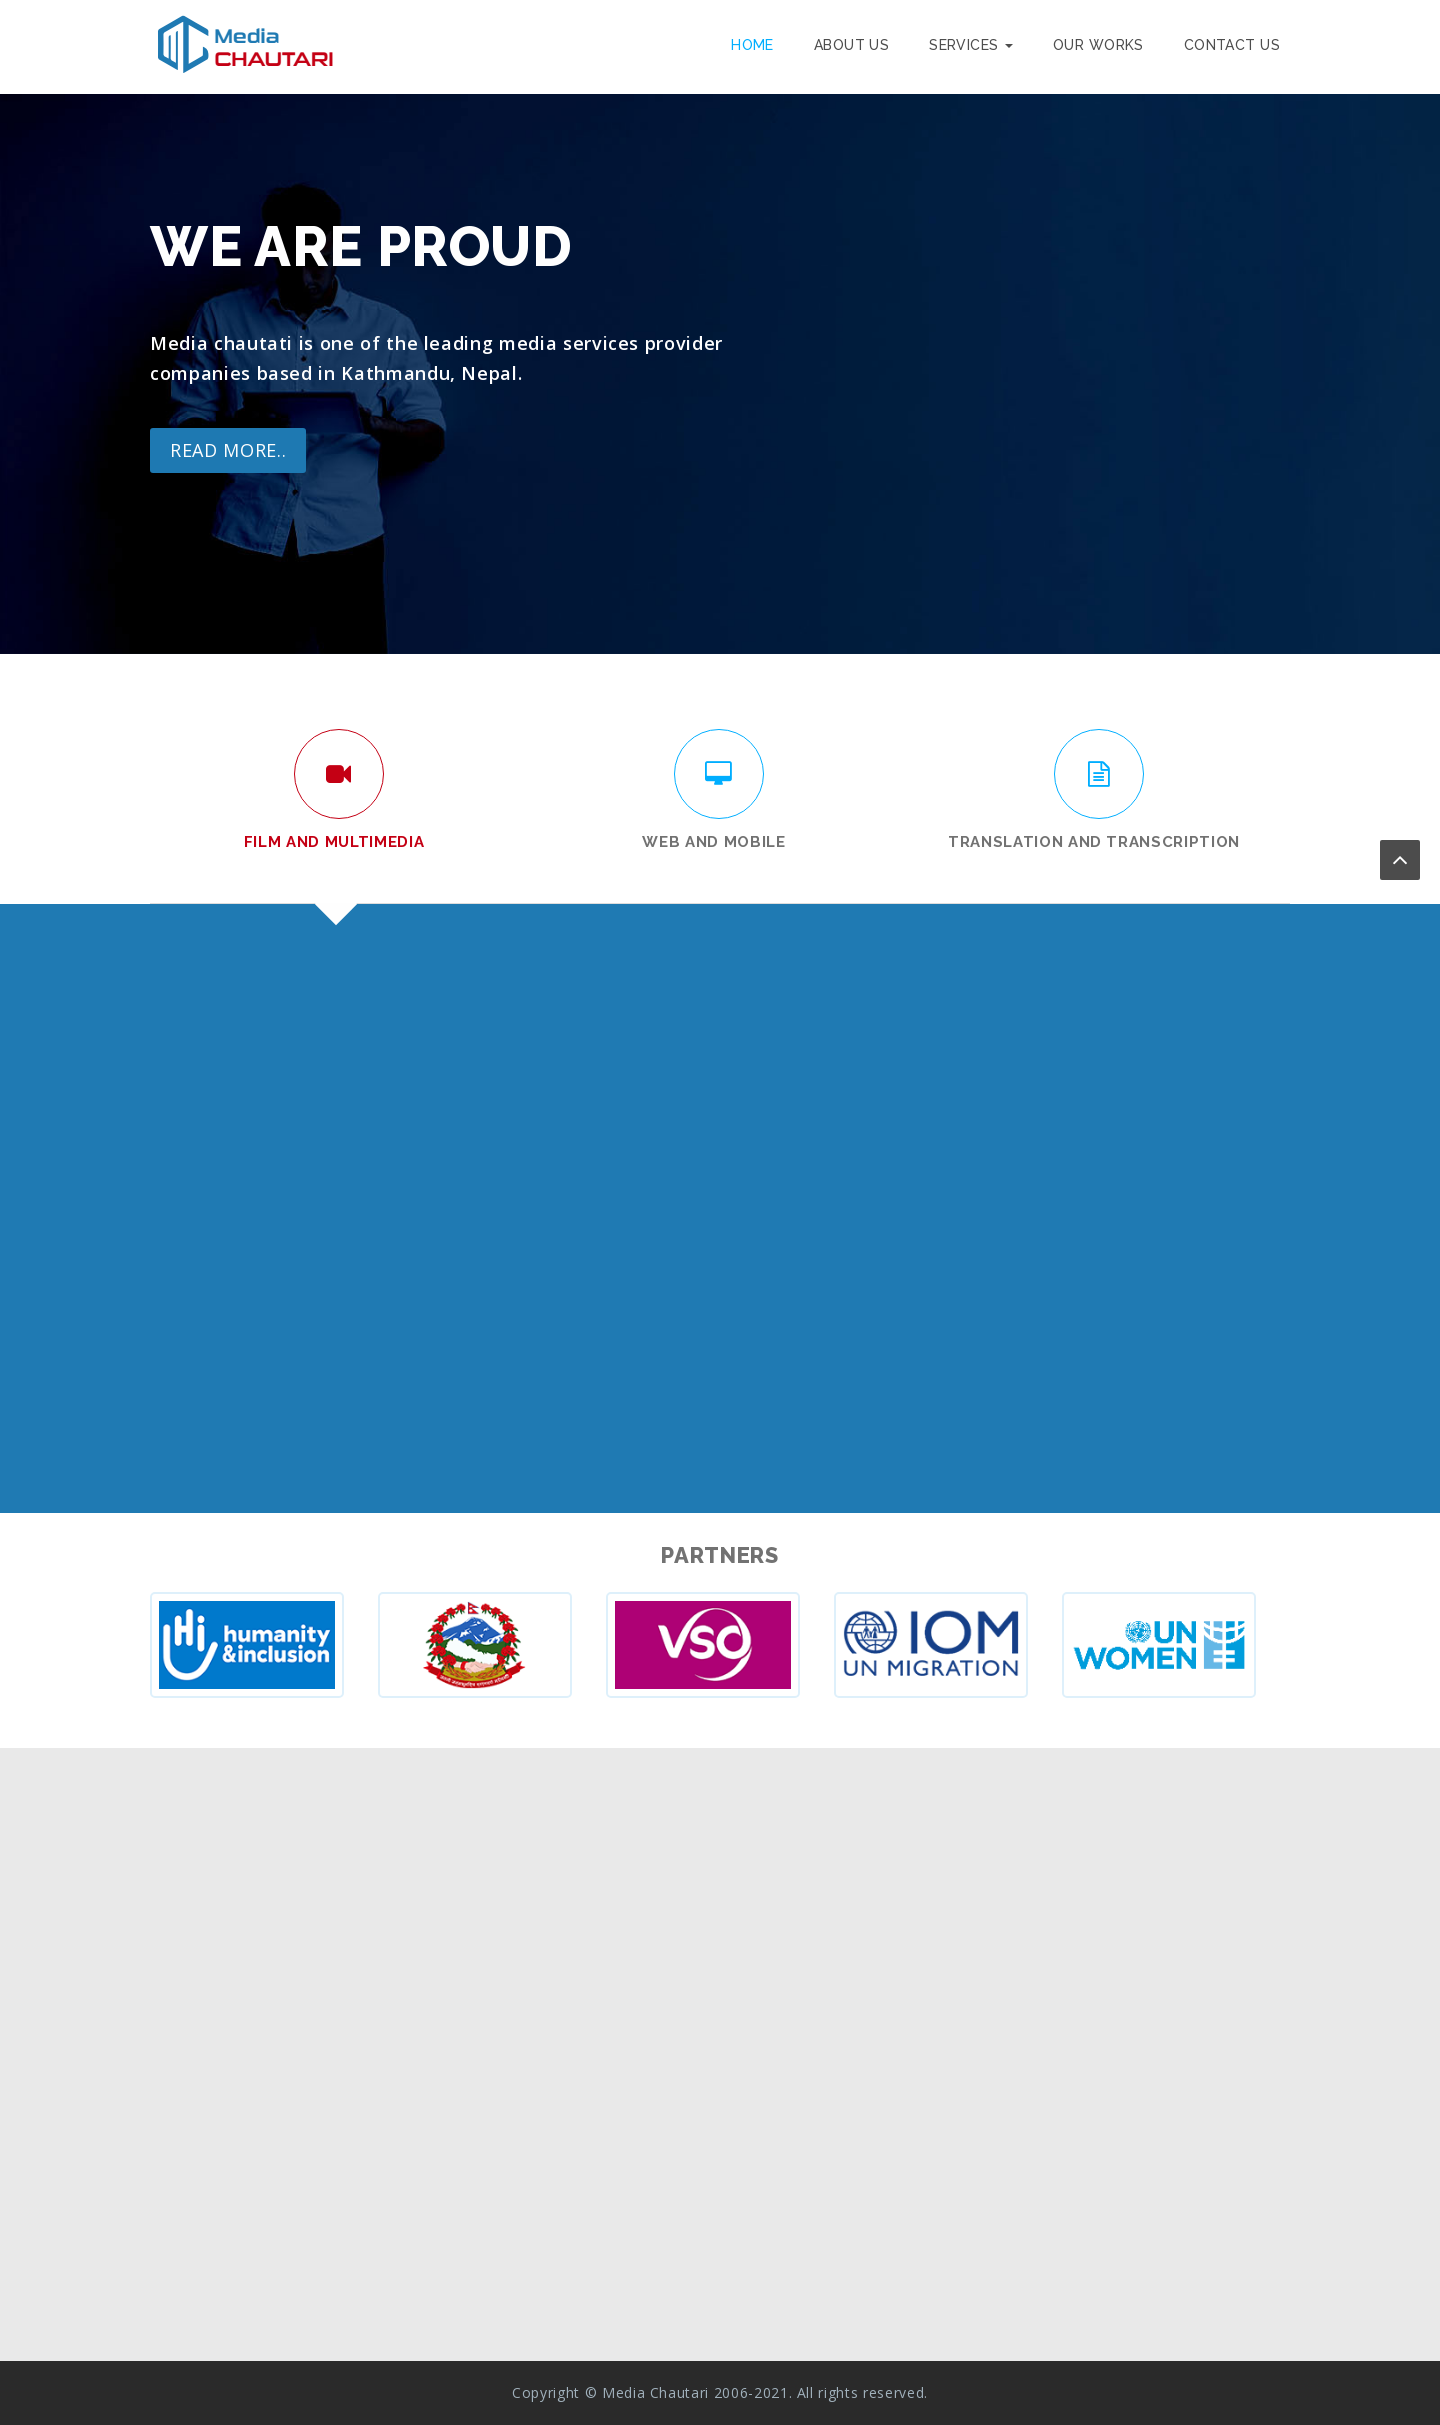 Media
CHAUTARI
HOME
ABOUT US
SERVICES
OUR WORKS
CONTACT US
WE ARE PROUD
Media chautati is one of the leading media services provider
companies based in Kathmandu, Nepal.
READ MORE..
FILM AND MULTIMEDIA
WEB AND MOBILE
TRANSLATION AND TRANSCRIPTION
PARTNERS
Hi humanity
&inclusion
VSO
IOM
UN MIGRATION
UN
WOMEN
Copyright © Media Chautari 2006-2021. All rights reserved.